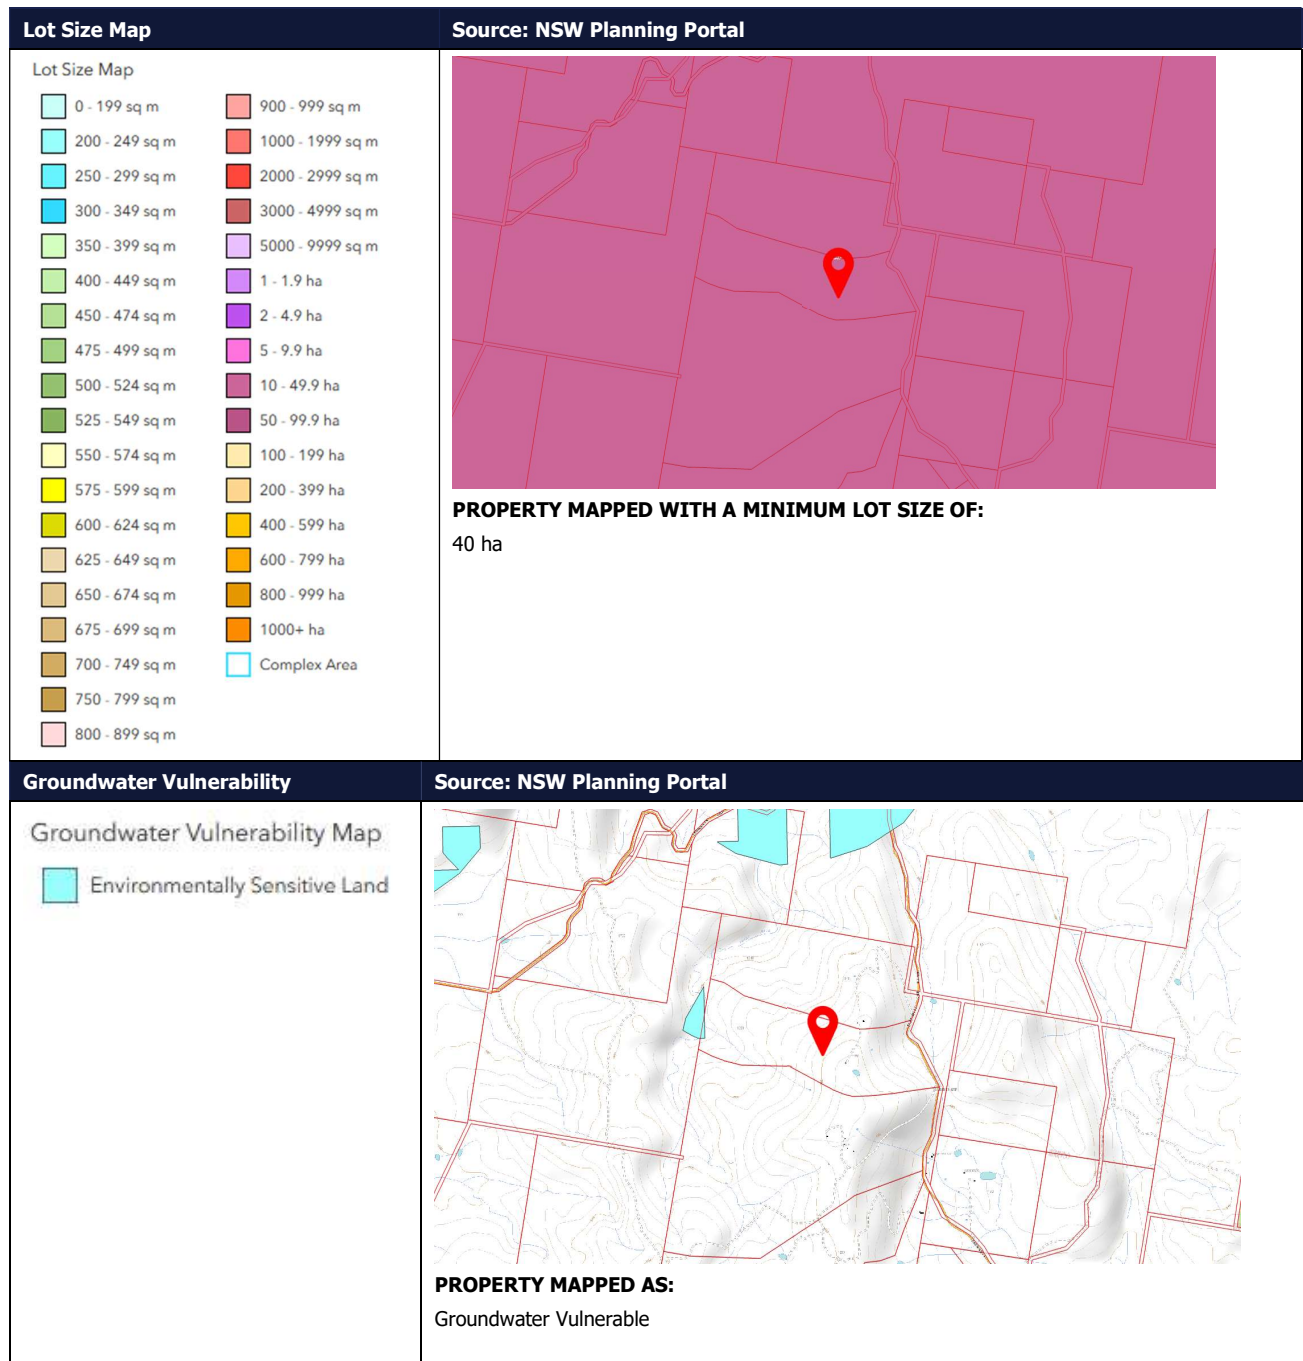 Lot Size Map
Source: NSW Planning Portal
Lot Size Map
0 - 199 sq m
200 - 249 sq m
250 - 299 sq m
300 - 349 sq m
350 - 399 sq m
400 - 449 sq m
450 - 474 sq m
475 - 499 sq m
500 - 524 sq m
525 - 549 sq m
550 - 574 sq m
575 - 599 sq m
600 - 624 sq m
625 - 649 sq m
650 - 674 sq m
675 - 699 sq m
700 - 749 sq m
750 - 799 sq m
800 - 899 sq m
900 - 999 sq m
1000 - 1999 sq m
2000 - 2999 sq m
3000 - 4999 sq m
5000 - 9999 sq m
1 - 1.9 ha
2 - 4.9 ha
5 - 9.9 ha
10 - 49.9 ha
50 - 99.9 ha
100 - 199 ha
200 - 399 ha
400 - 599 ha
600 - 799 ha
800 - 999 ha
1000+ ha
Complex Area
PROPERTY MAPPED WITH A MINIMUM LOT SIZE OF:
40 ha
Groundwater Vulnerability
Source: NSW Planning Portal
Groundwater Vulnerability Map
Environmentally Sensitive Land
PROPERTY MAPPED AS:
Groundwater Vulnerable